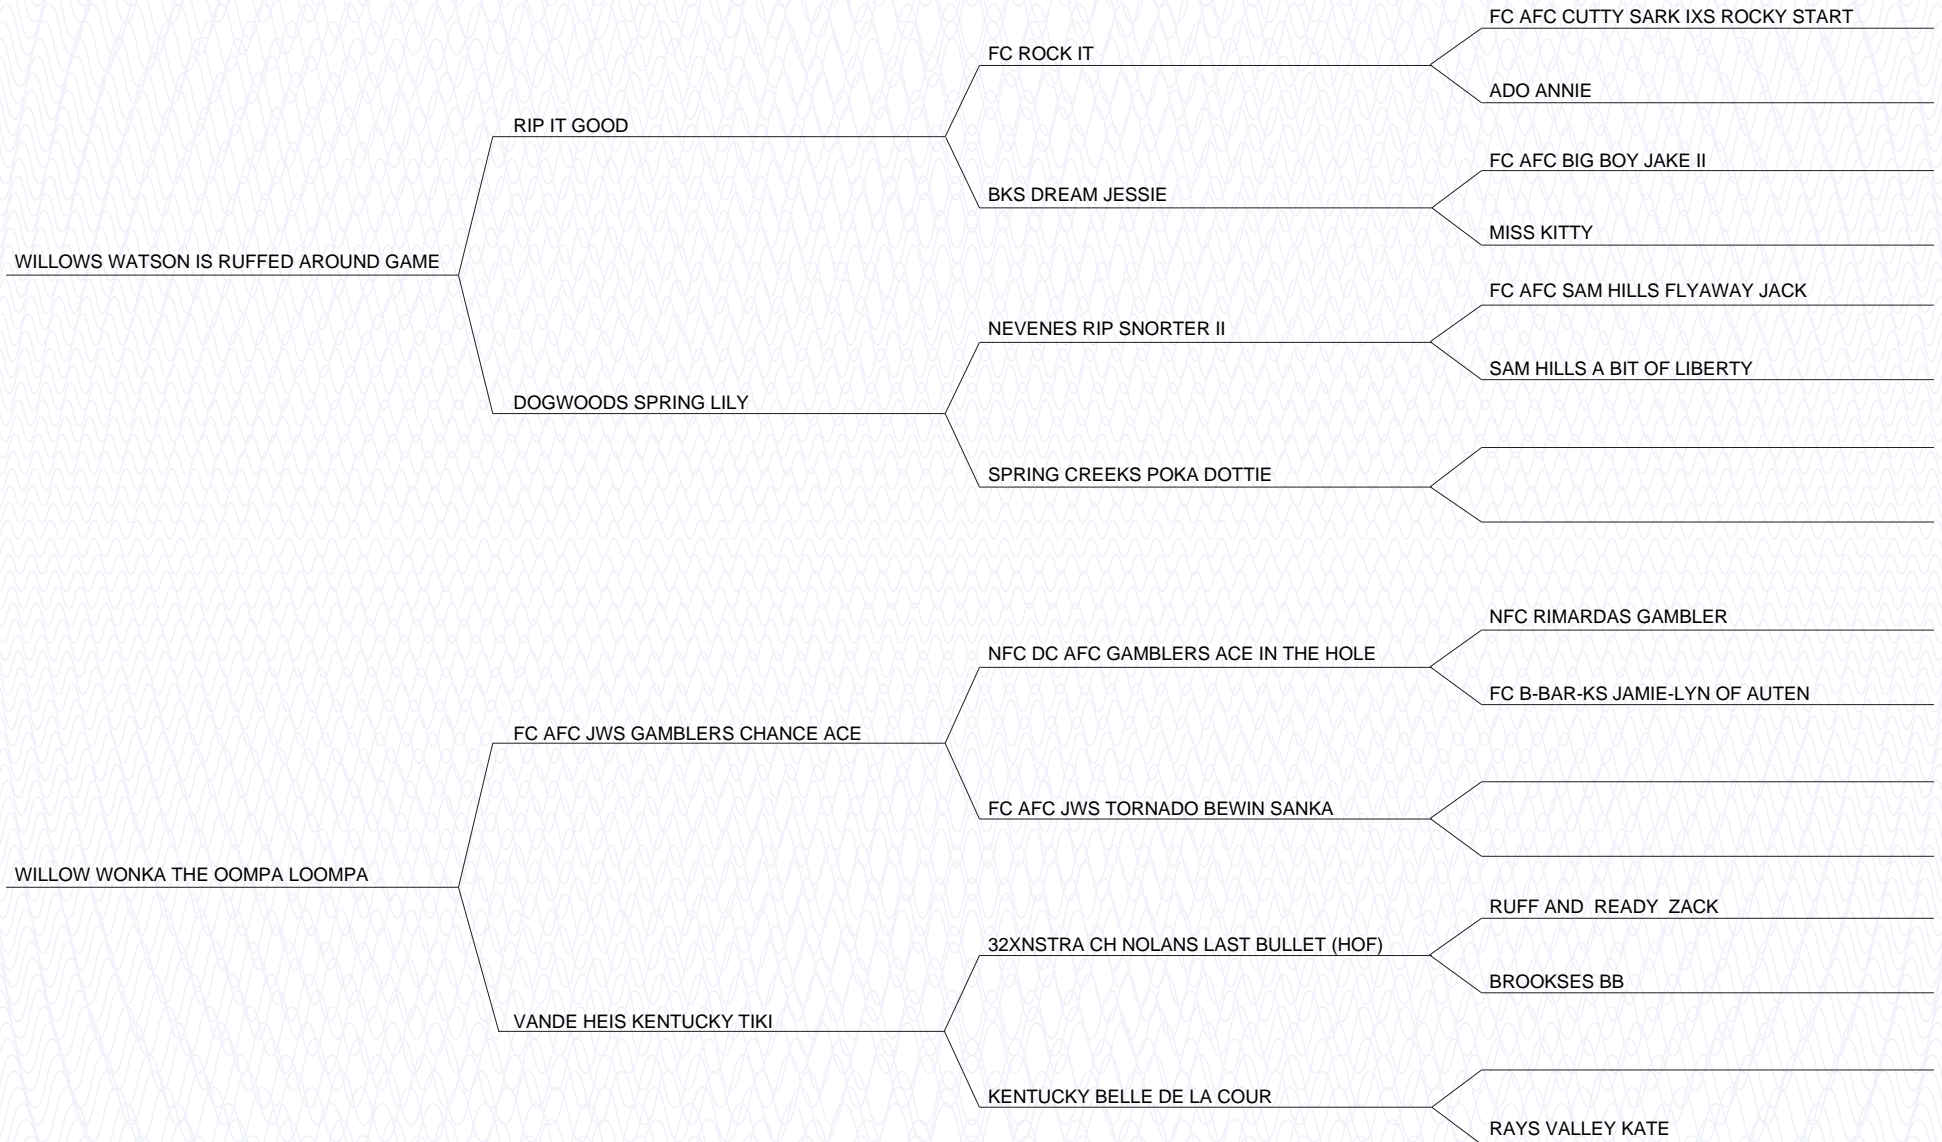 FC AFC CUTTY SARK IXS ROCKY START
FC ROCK IT
ADO ANNIE
RIP IT GOOD
FC AFC BIG BOY JAKE II
BKS DREAM JESSIE
MISS KITTY
WILLOWS WATSON IS RUFFED AROUND GAME
FC AFC SAM HILLS FLYAWAY JACK
NEVENES RIP SNORTER II
SAM HILLS A BIT OF LIBERTY
DOGWOODS SPRING LILY
SPRING CREEKS POKA DOTTIE
NFC RIMARDAS GAMBLER
NFC DC AFC GAMBLERS ACE IN THE HOLE
FC B-BAR-KS JAMIE-LYN OF AUTEN
FC AFC JWS GAMBLERS CHANCE ACE
FC AFC JWS TORNADO BEWIN SANKA
WILLOW WONKA THE OOMPA LOOMPA
RUFF AND  READY  ZACK
32XNSTRA CH NOLANS LAST BULLET (HOF)
BROOKSES BB
VANDE HEIS KENTUCKY TIKI
KENTUCKY BELLE DE LA COUR
RAYS VALLEY KATE